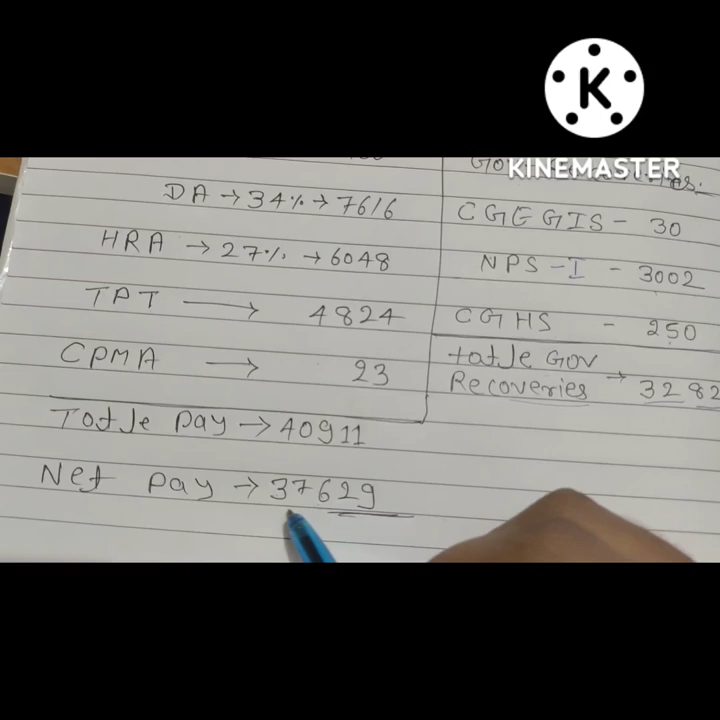 K
KINEMASTER
DA → 34% → 7616
HRA → 27% → 6048
TPT → 4824
CPMA → 23
Totle pay → 40911
Net pay → 37629
CGEGIS - 30
NPS - I - 3002
CGHS - 250
totle Gov
Recoveries → 3282